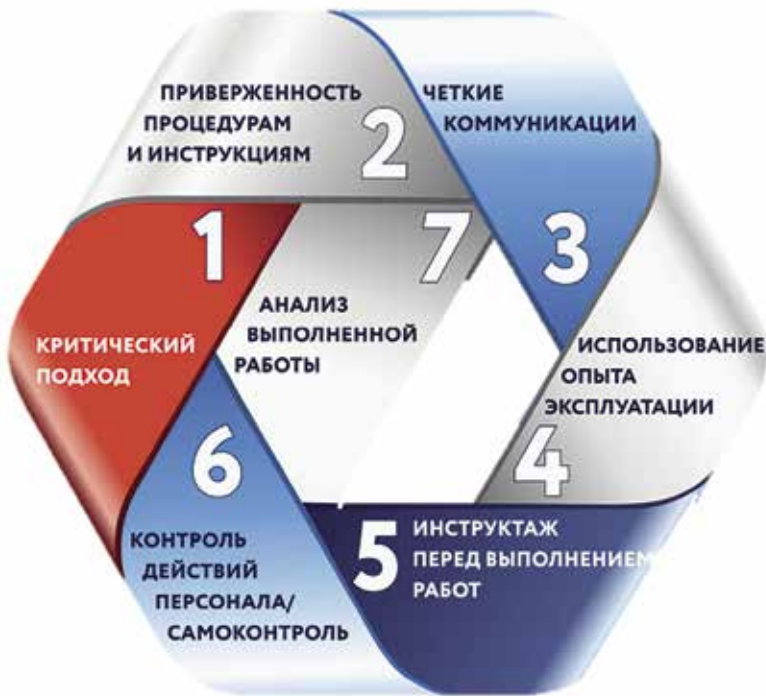 1
КРИТИЧЕСКИЙ
ПОДХОД
2
ПРИВЕРЖЕННОСТЬ
ПРОЦЕДУРАМ
И ИНСТРУКЦИЯМ
3
ЧЕТКИЕ
КОММУНИКАЦИИ
4
ИСПОЛЬЗОВАНИЕ
ОПЫТА
ЭКСПЛУАТАЦИИ
5
ИНСТРУКТАЖ
ПЕРЕД ВЫПОЛНЕНИЕМ
РАБОТ
6
КОНТРОЛЬ
ДЕЙСТВИЙ
ПЕРСОНАЛА/
САМОКОНТРОЛЬ
7
АНАЛИЗ
ВЫПОЛНЕННОЙ
РАБОТЫ